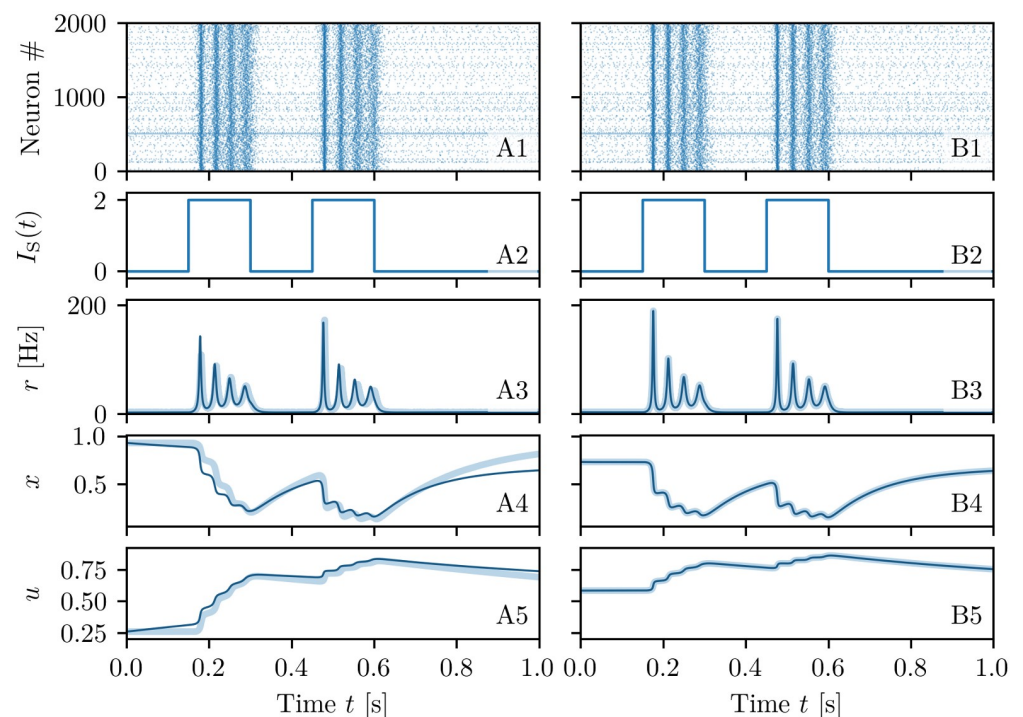 2000
1000
0
Neuron #
A1
B1
2
0
I_S(t)
A2
B2
200
0
r [Hz]
A3
B3
1.0
0.5
x
A4
B4
0.75
0.50
0.25
u
A5
B5
0.0 0.2 0.4 0.6 0.8 1.0 0.0 0.2 0.4 0.6 0.8 1.0
Time t [s] Time t [s]